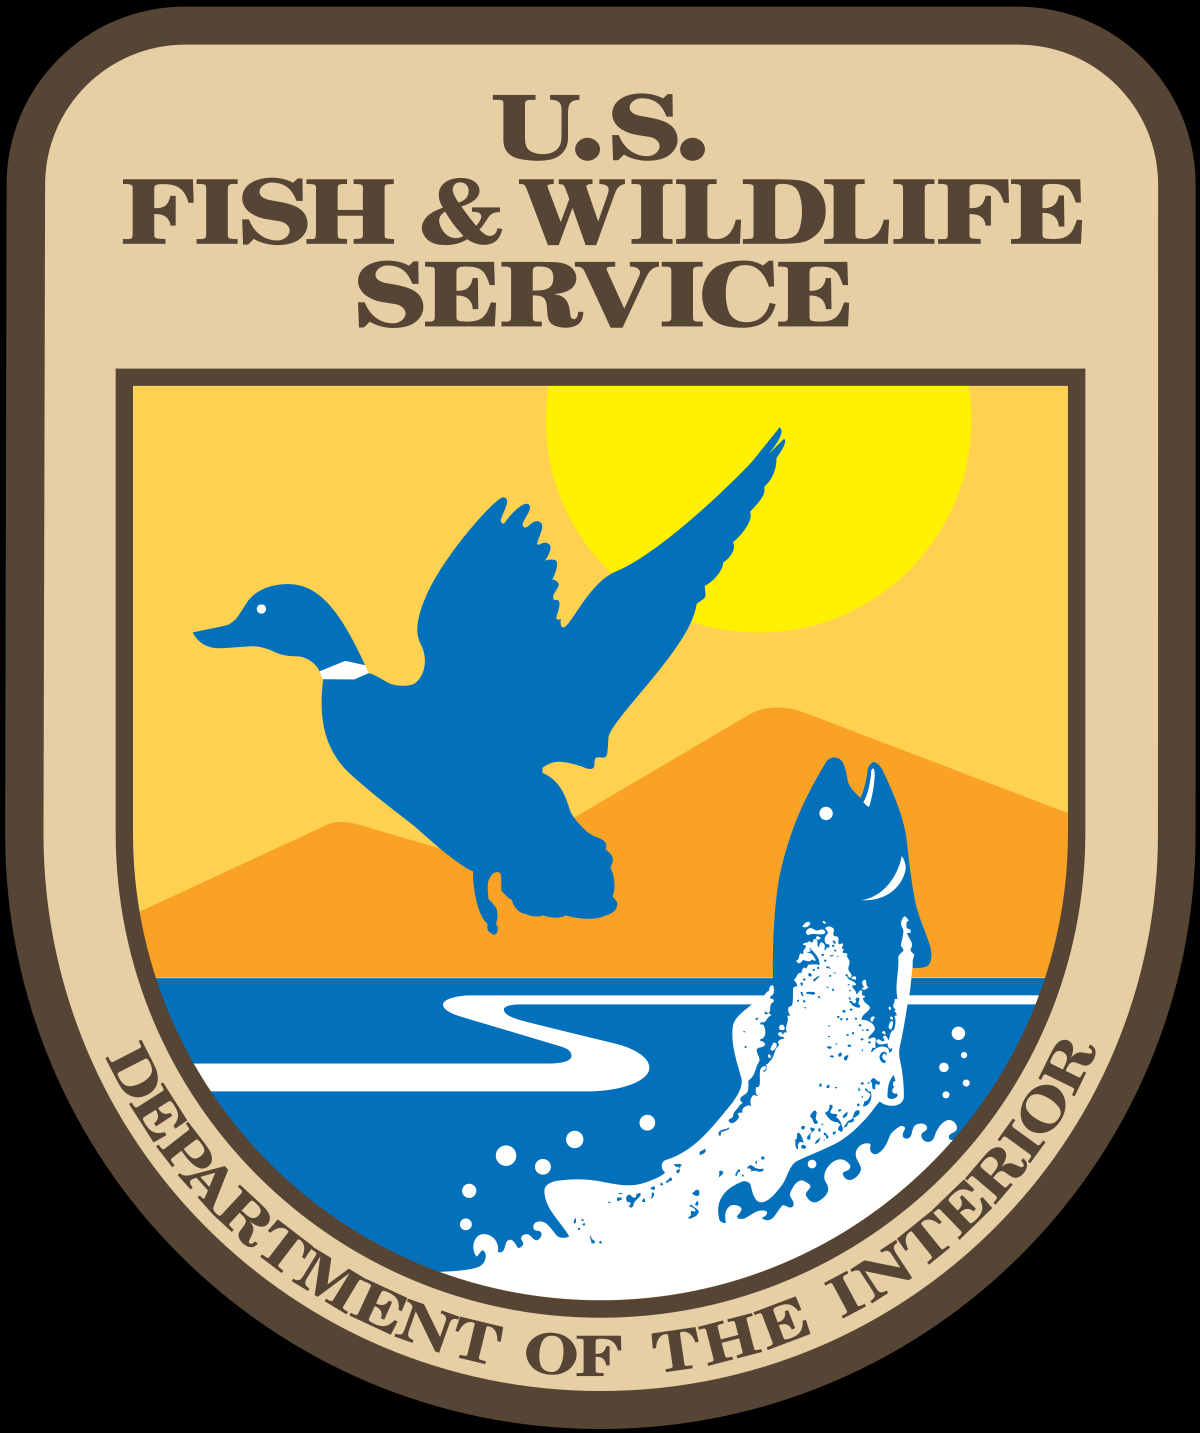 U.S.
FISH & WILDLIFE
SERVICE
DEPARTMENT OF THE INTERIOR